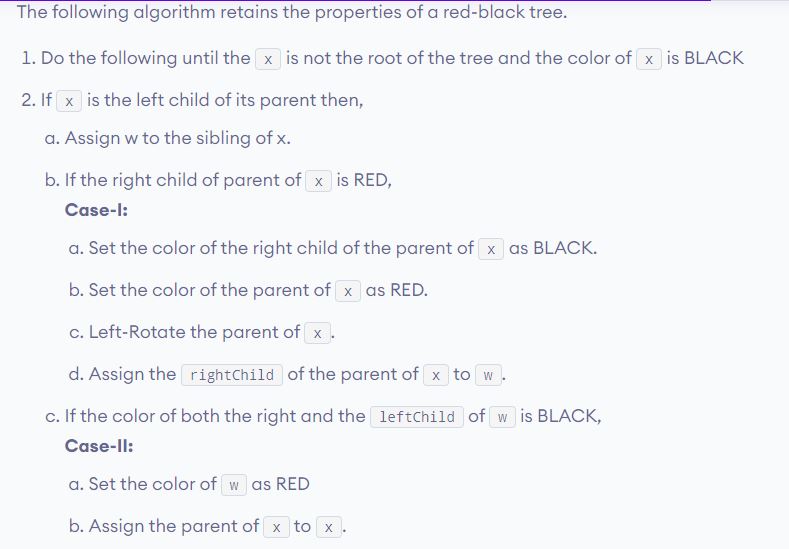 The following algorithm retains the properties of a red-black tree.
1. Do the following until the x is not the root of the tree and the color of x is BLACK
2. If x is the left child of its parent then,
a. Assign w to the sibling of x.
b. If the right child of parent of x is RED,
Case-I:
a. Set the color of the right child of the parent of x as BLACK.
b. Set the color of the parent of x as RED.
c. Left-Rotate the parent of x.
d. Assign the rightChild of the parent of x to w.
c. If the color of both the right and the leftChild of w is BLACK,
Case-II:
a. Set the color of w as RED
b. Assign the parent of x to x.